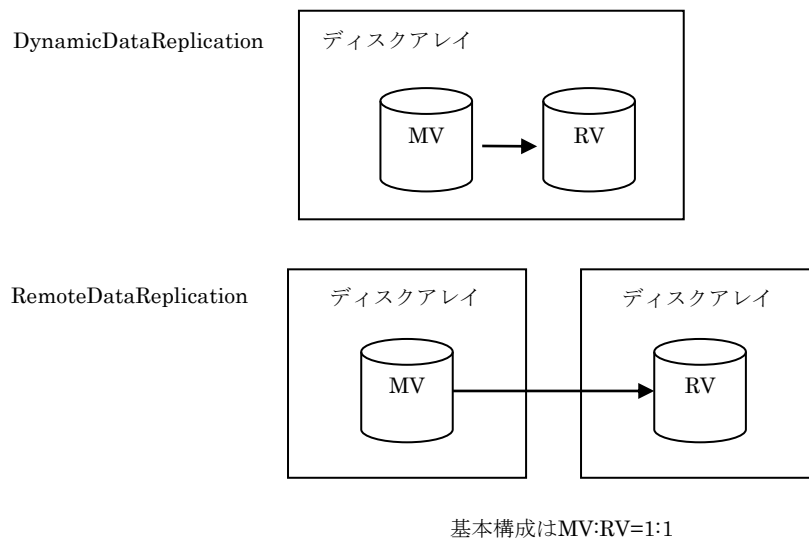 DynamicDataReplication
ディスクアレイ
MV
RV
RemoteDataReplication
ディスクアレイ
ディスクアレイ
MV
RV
基本構成はMV:RV=1:1